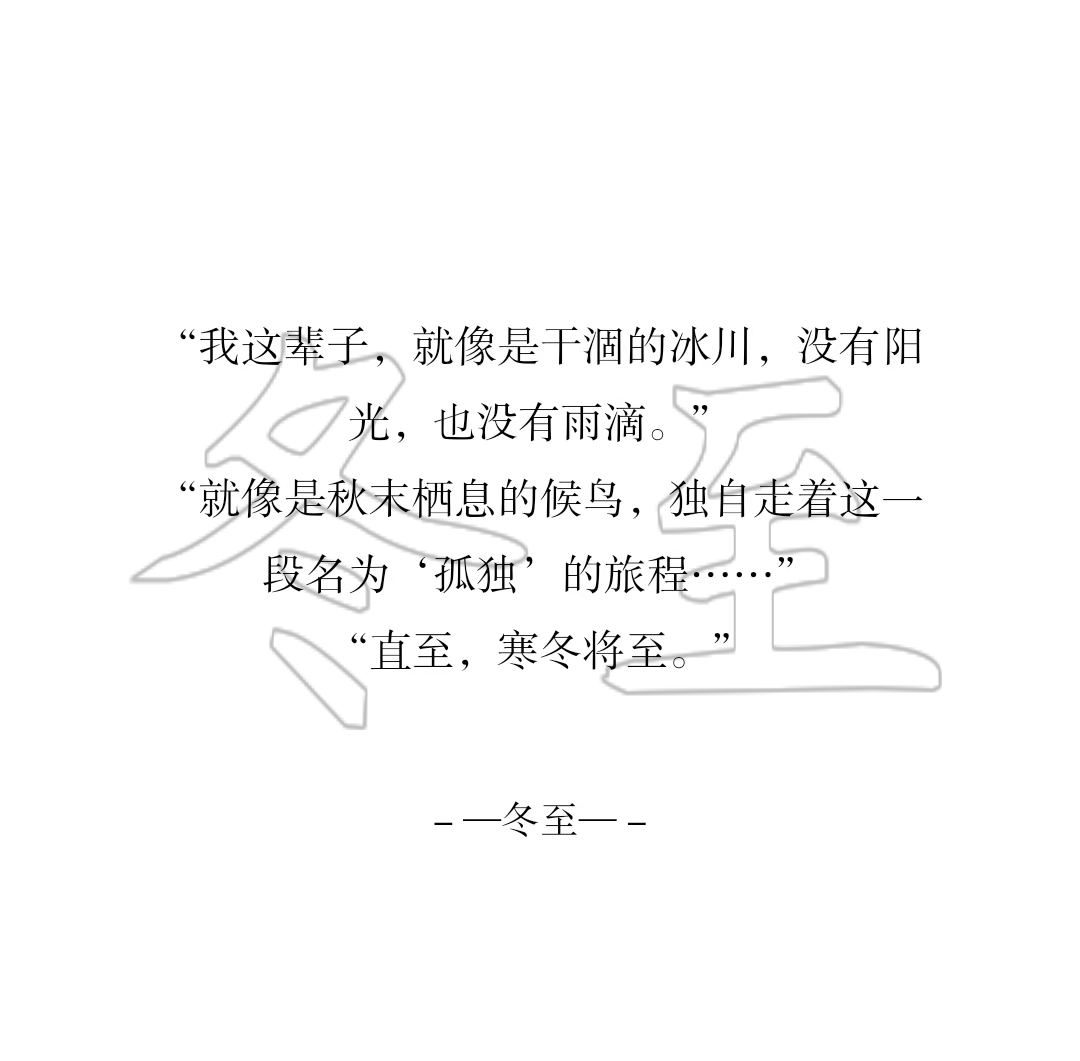 “我这辈子，就像是干涸的冰川，没有阳
光，也没有雨滴。”
“就像是秋末栖息的候鸟，独自走着这一
段名为‘孤独’的旅程……”
“直至，寒冬将至。”
冬至
- —冬至— -